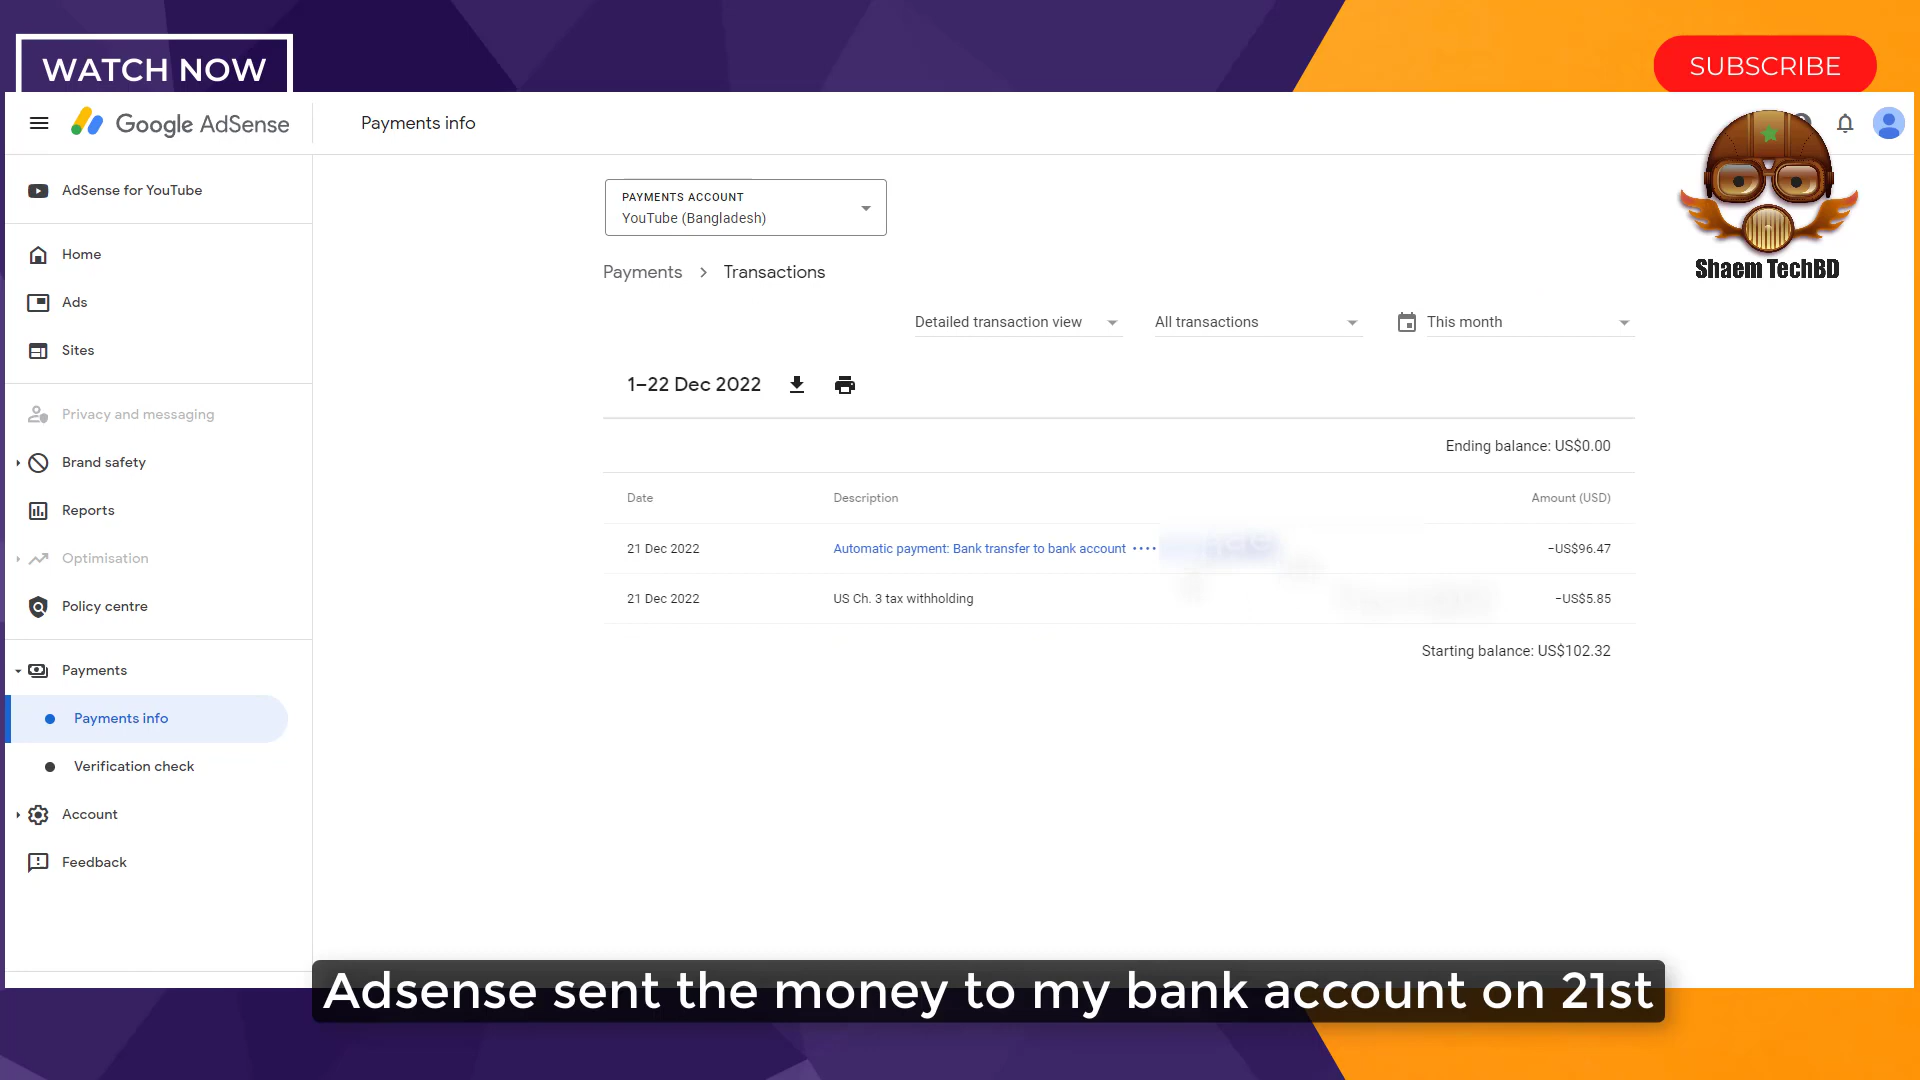 WATCH NOW
SUBSCRIBE
Google AdSense
Payments info
AdSense for YouTube
Home
Ads
Sites
Privacy and messaging
Brand safety
Reports
Optimisation
Policy centre
Payments
Payments info
Verification check
Account
Feedback
Shaem TechBD
PAYMENTS ACCOUNT
YouTube (Bangladesh)
Payments > Transactions
Detailed transaction view All transactions This month
1–22 Dec 2022
Ending balance: US$0.00
Date Description Amount (USD)
21 Dec 2022 Automatic payment: Bank transfer to bank account •••• −US$96.47
21 Dec 2022 US Ch. 3 tax withholding −US$5.85
Starting balance: US$102.32
Adsense sent the money to my bank account on 21st